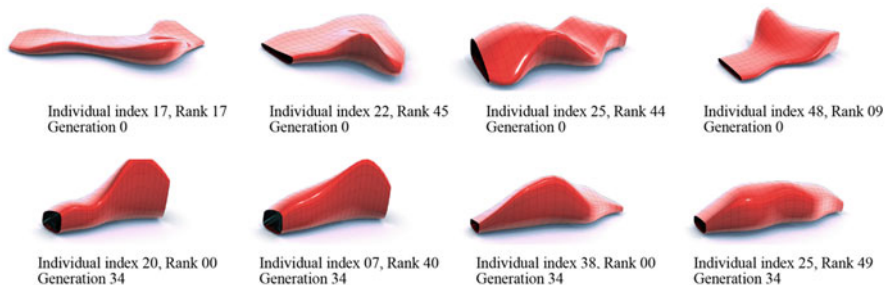 Individual index 17, Rank 17
Generation 0
Individual index 22, Rank 45
Generation 0
Individual index 25, Rank 44
Generation 0
Individual index 48, Rank 09
Generation 0
Individual index 20, Rank 00
Generation 34
Individual index 07, Rank 40
Generation 34
Individual index 38, Rank 00
Generation 34
Individual index 25, Rank 49
Generation 34